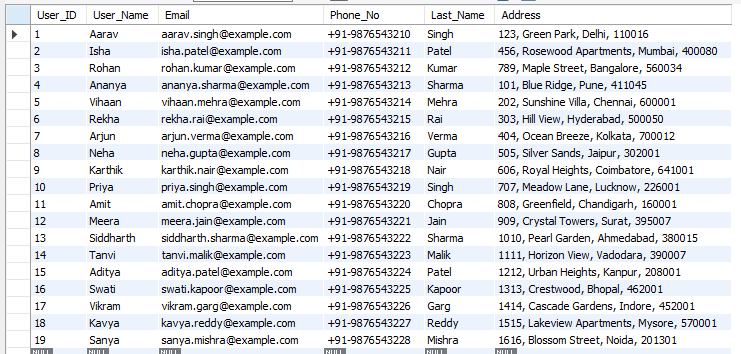 User_ID User_Name Email Phone_No Last_Name Address
1 Aarav aarav.singh@example.com +91-9876543210 Singh 123, Green Park, Delhi, 110016
2 Isha isha.patel@example.com +91-9876543211 Patel 456, Rosewood Apartments, Mumbai, 400080
3 Rohan rohan.kumar@example.com +91-9876543212 Kumar 789, Maple Street, Bangalore, 560034
4 Ananya ananya.sharma@example.com +91-9876543213 Sharma 101, Blue Ridge, Pune, 411045
5 Vihaan vihaan.mehra@example.com +91-9876543214 Mehra 202, Sunshine Villa, Chennai, 600001
6 Rekha rekha.rai@example.com +91-9876543215 Rai 303, Hill View, Hyderabad, 500050
7 Arjun arjun.verma@example.com +91-9876543216 Verma 404, Ocean Breeze, Kolkata, 700012
8 Neha neha.gupta@example.com +91-9876543217 Gupta 505, Silver Sands, Jaipur, 302001
9 Karthik karthik.nair@example.com +91-9876543218 Nair 606, Royal Heights, Coimbatore, 641001
10 Priya priya.singh@example.com +91-9876543219 Singh 707, Meadow Lane, Lucknow, 226001
11 Amit amit.chopra@example.com +91-9876543220 Chopra 808, Greenfield, Chandigarh, 160001
12 Meera meera.jain@example.com +91-9876543221 Jain 909, Crystal Towers, Surat, 395007
13 Siddharth siddharth.sharma@example.com +91-9876543222 Sharma 1010, Pearl Garden, Ahmedabad, 380015
14 Tanvi tanvi.malik@example.com +91-9876543223 Malik 1111, Horizon View, Vadodara, 390007
15 Aditya aditya.patel@example.com +91-9876543224 Patel 1212, Urban Heights, Kanpur, 208001
16 Swati swati.kapoor@example.com +91-9876543225 Kapoor 1313, Crestwood, Bhopal, 462001
17 Vikram vikram.garg@example.com +91-9876543226 Garg 1414, Cascade Gardens, Indore, 452001
18 Kavya kavya.reddy@example.com +91-9876543227 Reddy 1515, Lakeview Apartments, Mysore, 570001
19 Sanya sanya.mishra@example.com +91-9876543228 Mishra 1616, Blossom Street, Noida, 201301
NULL NULL NULL NULL NULL NULL